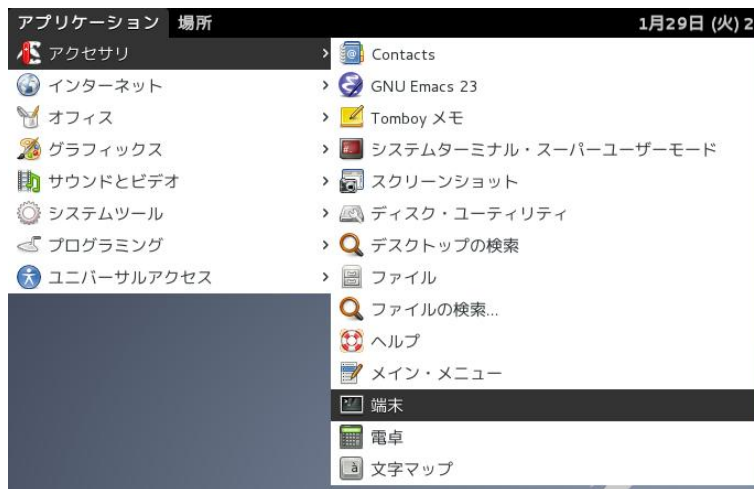 アプリケーション 場所 1月29日 (火) 2
アクセサリ
インターネット
オフィス
グラフィックス
サウンドとビデオ
システムツール
プログラミング
ユニバーサルアクセス
Contacts
GNU Emacs 23
Tomboy メモ
システムターミナル・スーパーユーザーモード
スクリーンショット
ディスク・ユーティリティ
デスクトップの検索
ファイル
ファイルの検索...
ヘルプ
メイン・メニュー
端末
電卓
文字マップ